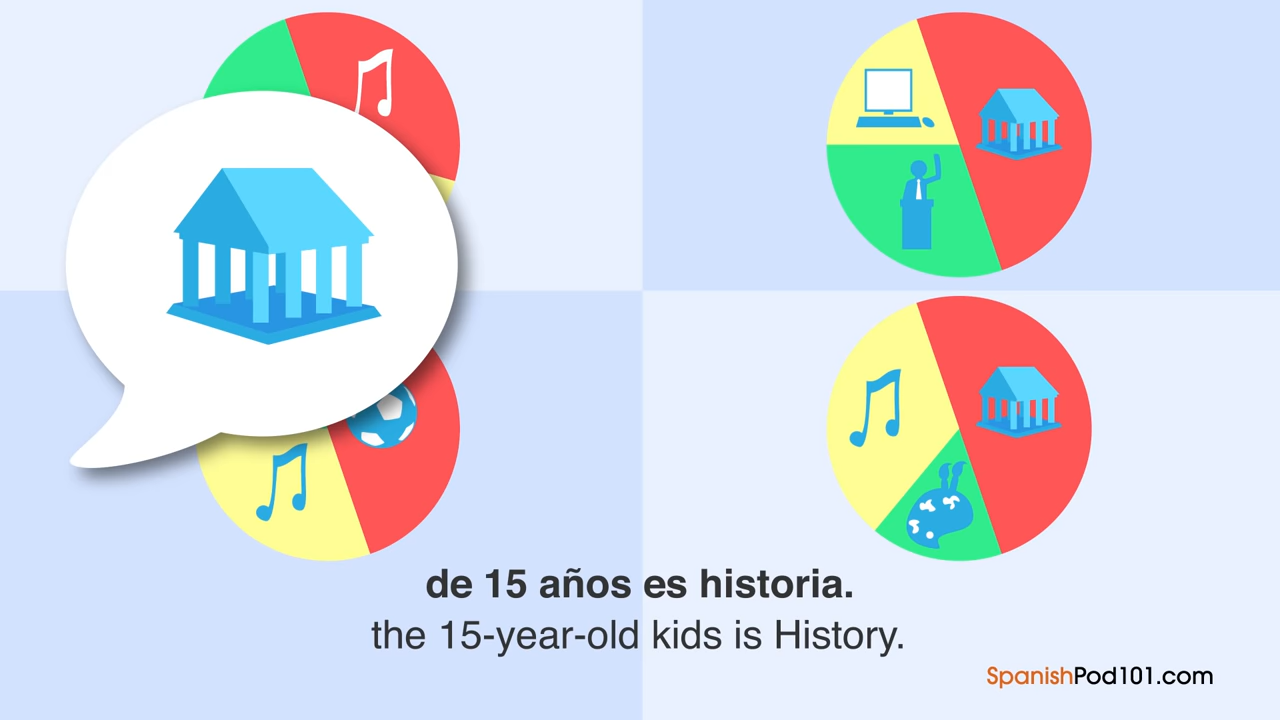 de 15 años es historia.
the 15-year-old kids is History.
SpanishPod101.com